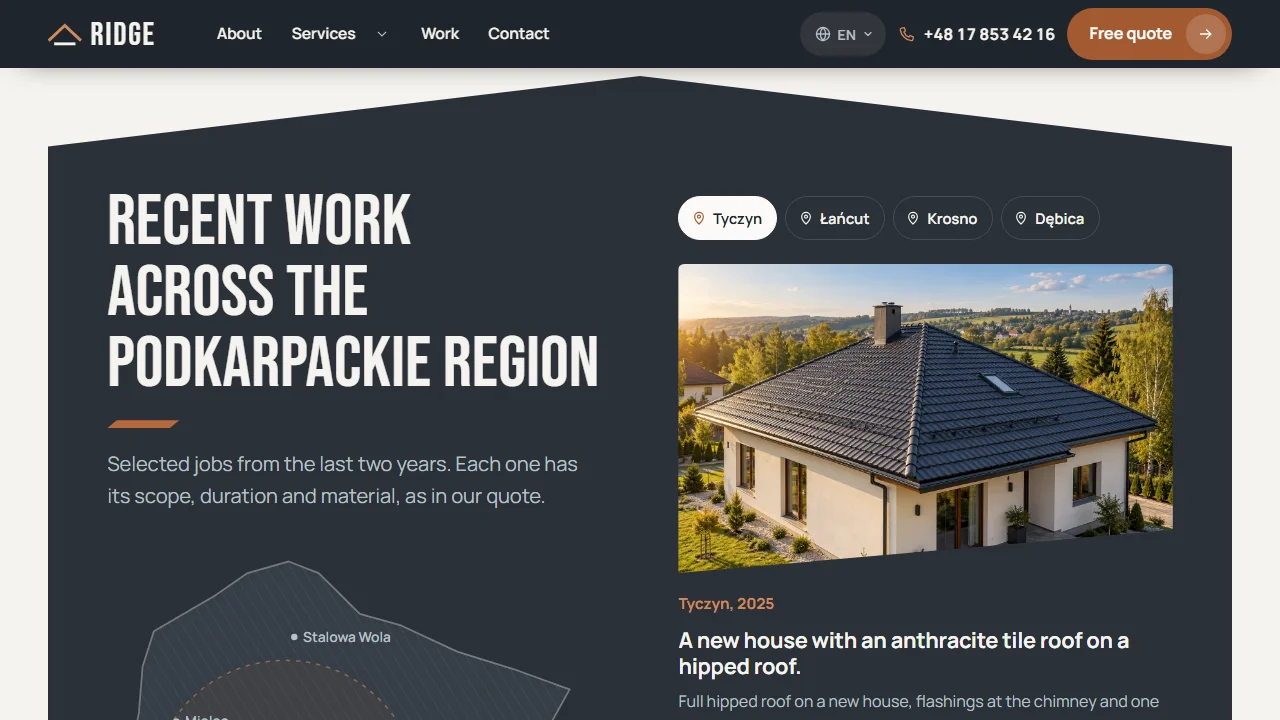 RIDGE
About
Services
Work
Contact
EN
+48 17 853 42 16
Free quote
RECENT WORK
ACROSS THE
PODKARPACKIE REGION
Selected jobs from the last two years. Each one has
its scope, duration and material, as in our quote.
Stalowa Wola
Mielec
Tyczyn
Łańcut
Krosno
Dębica
Tyczyn, 2025
A new house with an anthracite tile roof on a
hipped roof.
Full hipped roof on a new house, flashings at the chimney and one